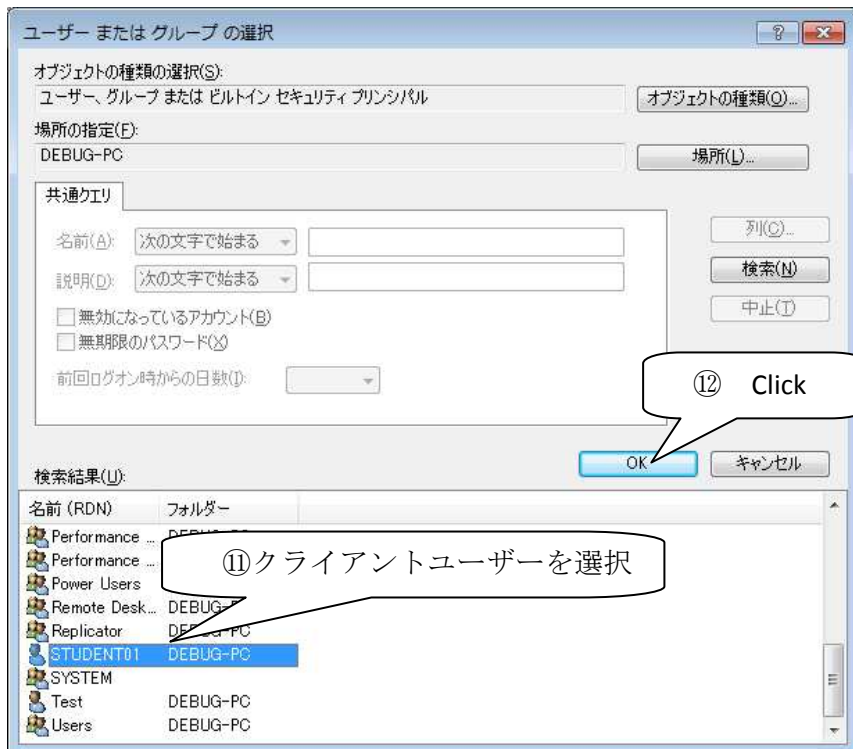 ユーザー または グループ の選択
オブジェクトの種類の選択(S):
ユーザー、グループ または ビルトイン セキュリティ プリンシパル
オブジェクトの種類(O)...
場所の指定(F):
DEBUG-PC
場所(L)...
共通クエリ
名前(A):
次の文字で始まる
列(C)...
説明(D):
次の文字で始まる
検索(N)
無効になっているアカウント(B)
中止(T)
無期限のパスワード(X)
前回ログオン時からの日数(I):
⑫ Click
OK
キャンセル
検索結果(U):
名前 (RDN) フォルダー
Performance ...
Performance ...
⑪クライアントユーザーを選択
Power Users
Remote Desk...
Replicator
STUDENT01 DEBUG-PC
SYSTEM
Test DEBUG-PC
Users DEBUG-PC